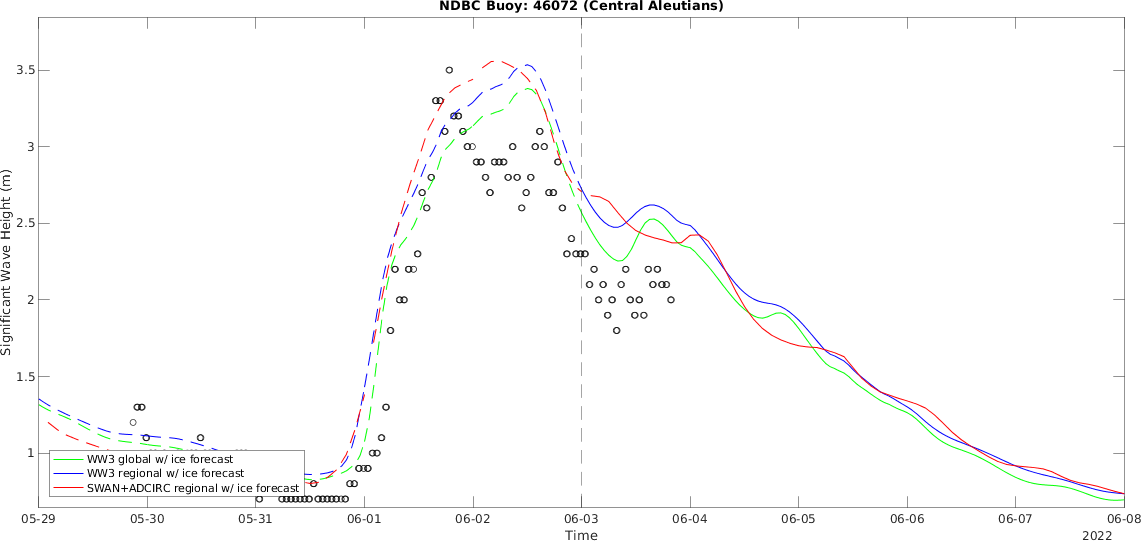 NDBC Buoy: 46072 (Central Aleutians)
3.5
3
2.5
2
1.5
1
Significant Wave Height (m)
WW3 global w/ ice forecast
WW3 regional w/ ice forecast
SWAN+ADCIRC regional w/ ice forecast
05-29 05-30 05-31 06-01 06-02 06-03 06-04 06-05 06-06 06-07 06-08
Time 2022